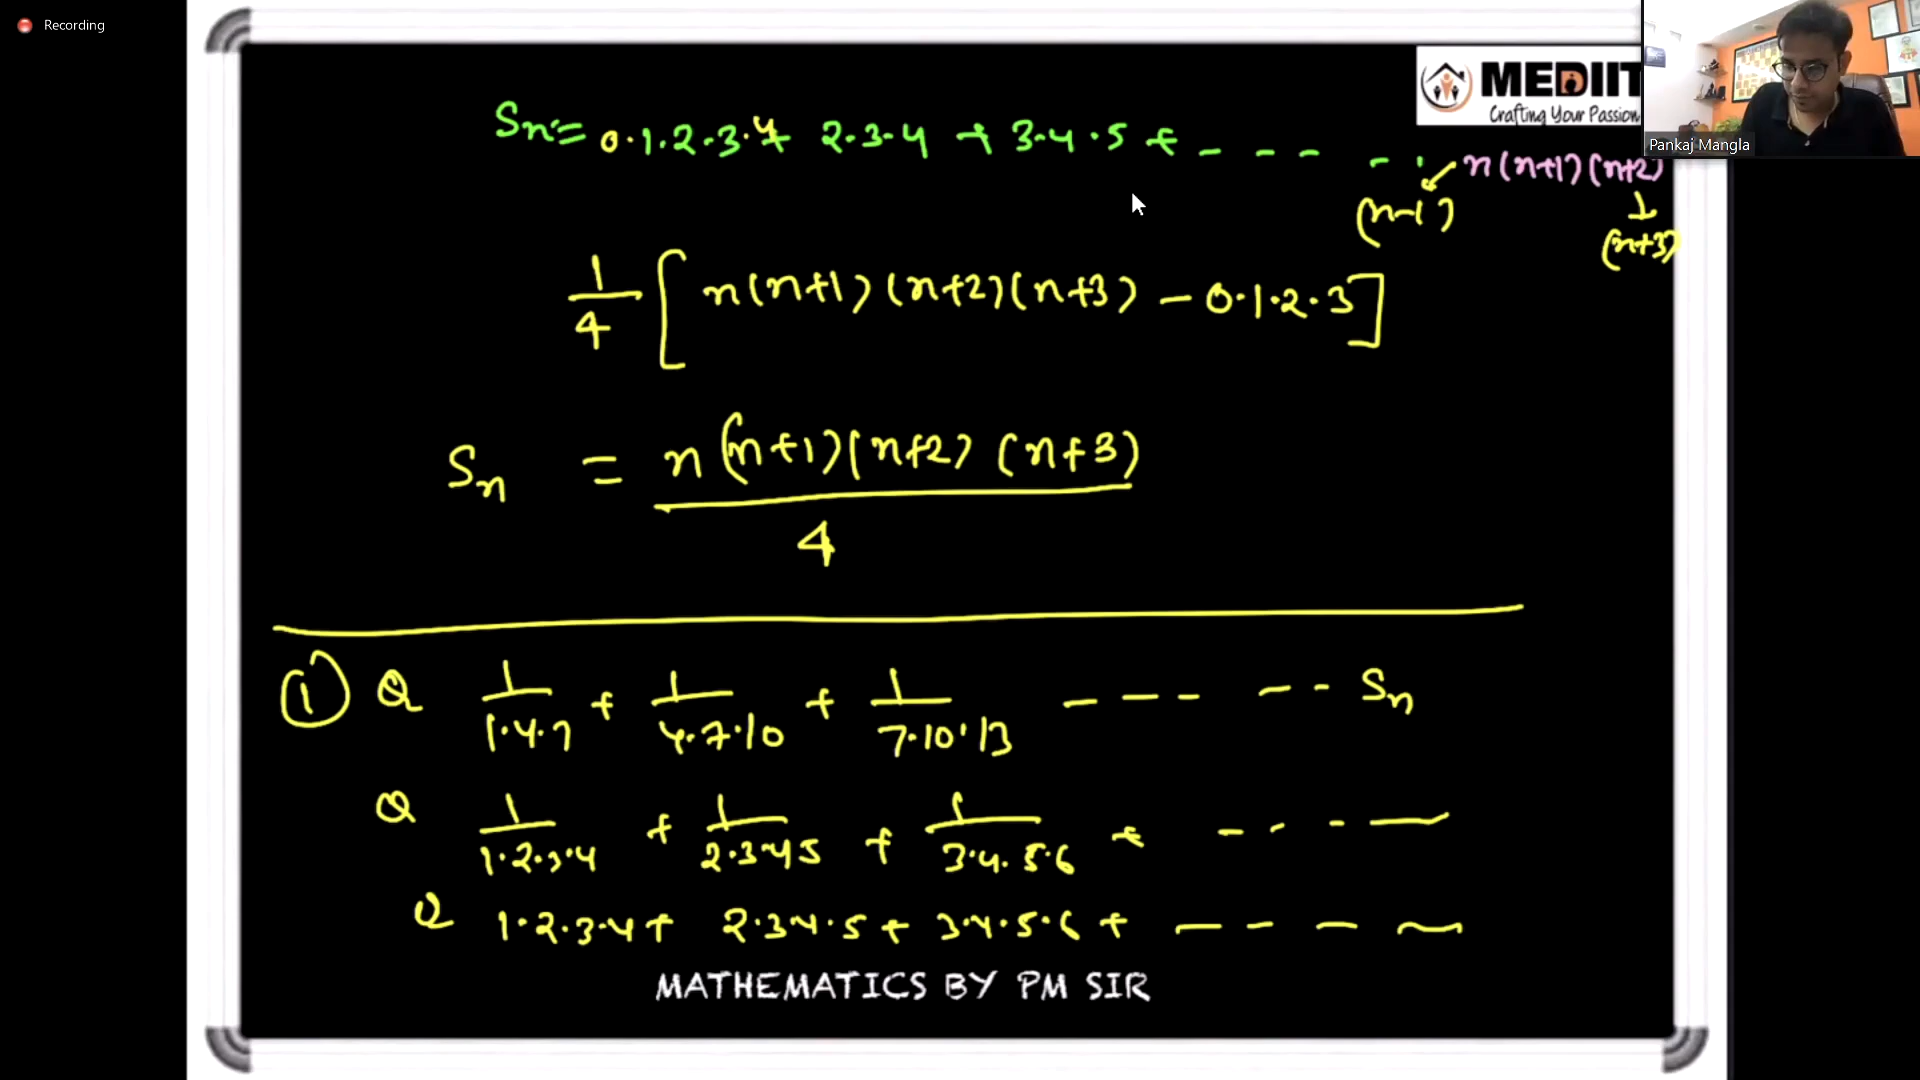 Recording
MEDIIT
Crafting Your Passion
Pankaj Mangla
Sn = 0·1·2·3·4 + 2·3·4 + 3·4·5 + - - - - · n(n+1)(n+2)
(n-1) (n+3)
1/4 [ n(n+1)(n+2)(n+3) - 0·1·2·3 ]
Sn = n(n+1)(n+2)(n+3) / 4
① Q 1/1·4·7 + 1/4·7·10 + 1/7·10·13 - - - - - Sn
Q 1/1·2·3·4 + 1/2·3·4·5 + 1/3·4·5·6 + - - - -
Q 1·2·3·4 + 2·3·4·5 + 3·4·5·6 + - - - -
MATHEMATICS BY PM SIR